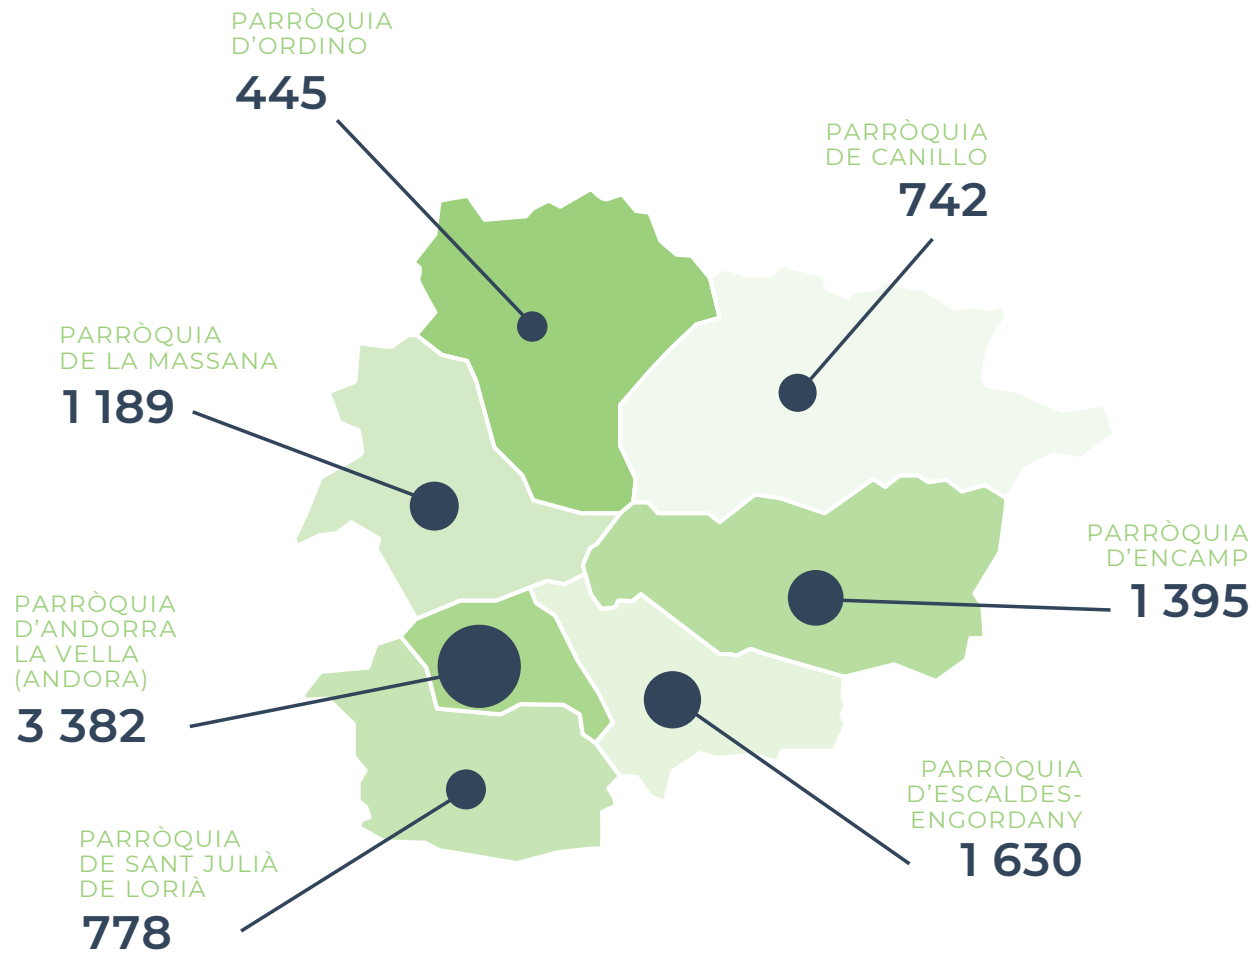 PARRÒQUIA
D'ORDINO
445
PARRÒQUIA
DE CANILLO
742
PARRÒQUIA
DE LA MASSANA
1 189
PARRÒQUIA
D'ENCAMP
1 395
PARRÒQUIA
D'ANDORRA
LA VELLA
(ANDORA)
3 382
PARRÒQUIA
D'ESCALDES-
ENGORDANY
1 630
PARRÒQUIA
DE SANT JULIÀ
DE LORIÀ
778